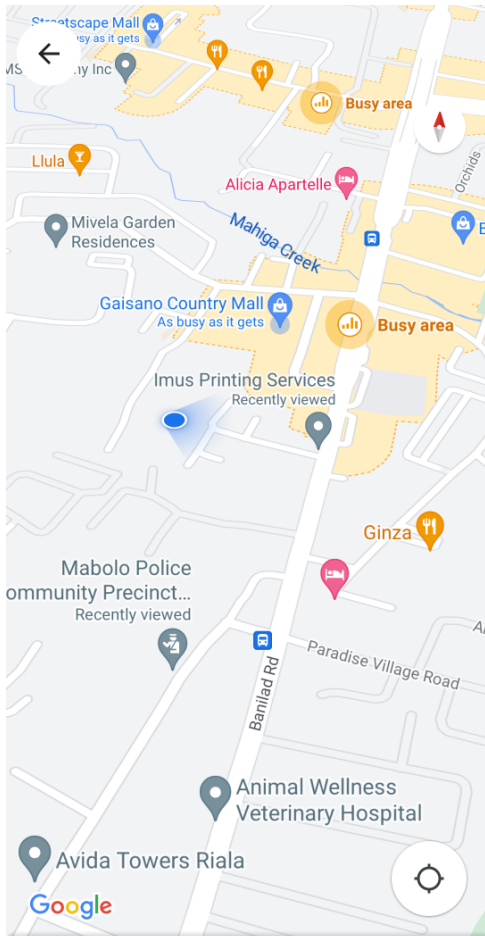 Streetscape Mall
busy as it gets
Busy area
Llula
Alicia Apartelle
Orchids
Mivela Garden
Residences
Mahiga Creek
Gaisano Country Mall
As busy as it gets
Busy area
Imus Printing Services
Recently viewed
Ginza
Mabolo Police
ommunity Precinct...
Recently viewed
Paradise Village Road
Banilad Rd
Animal Wellness
Veterinary Hospital
Avida Towers Riala
Google